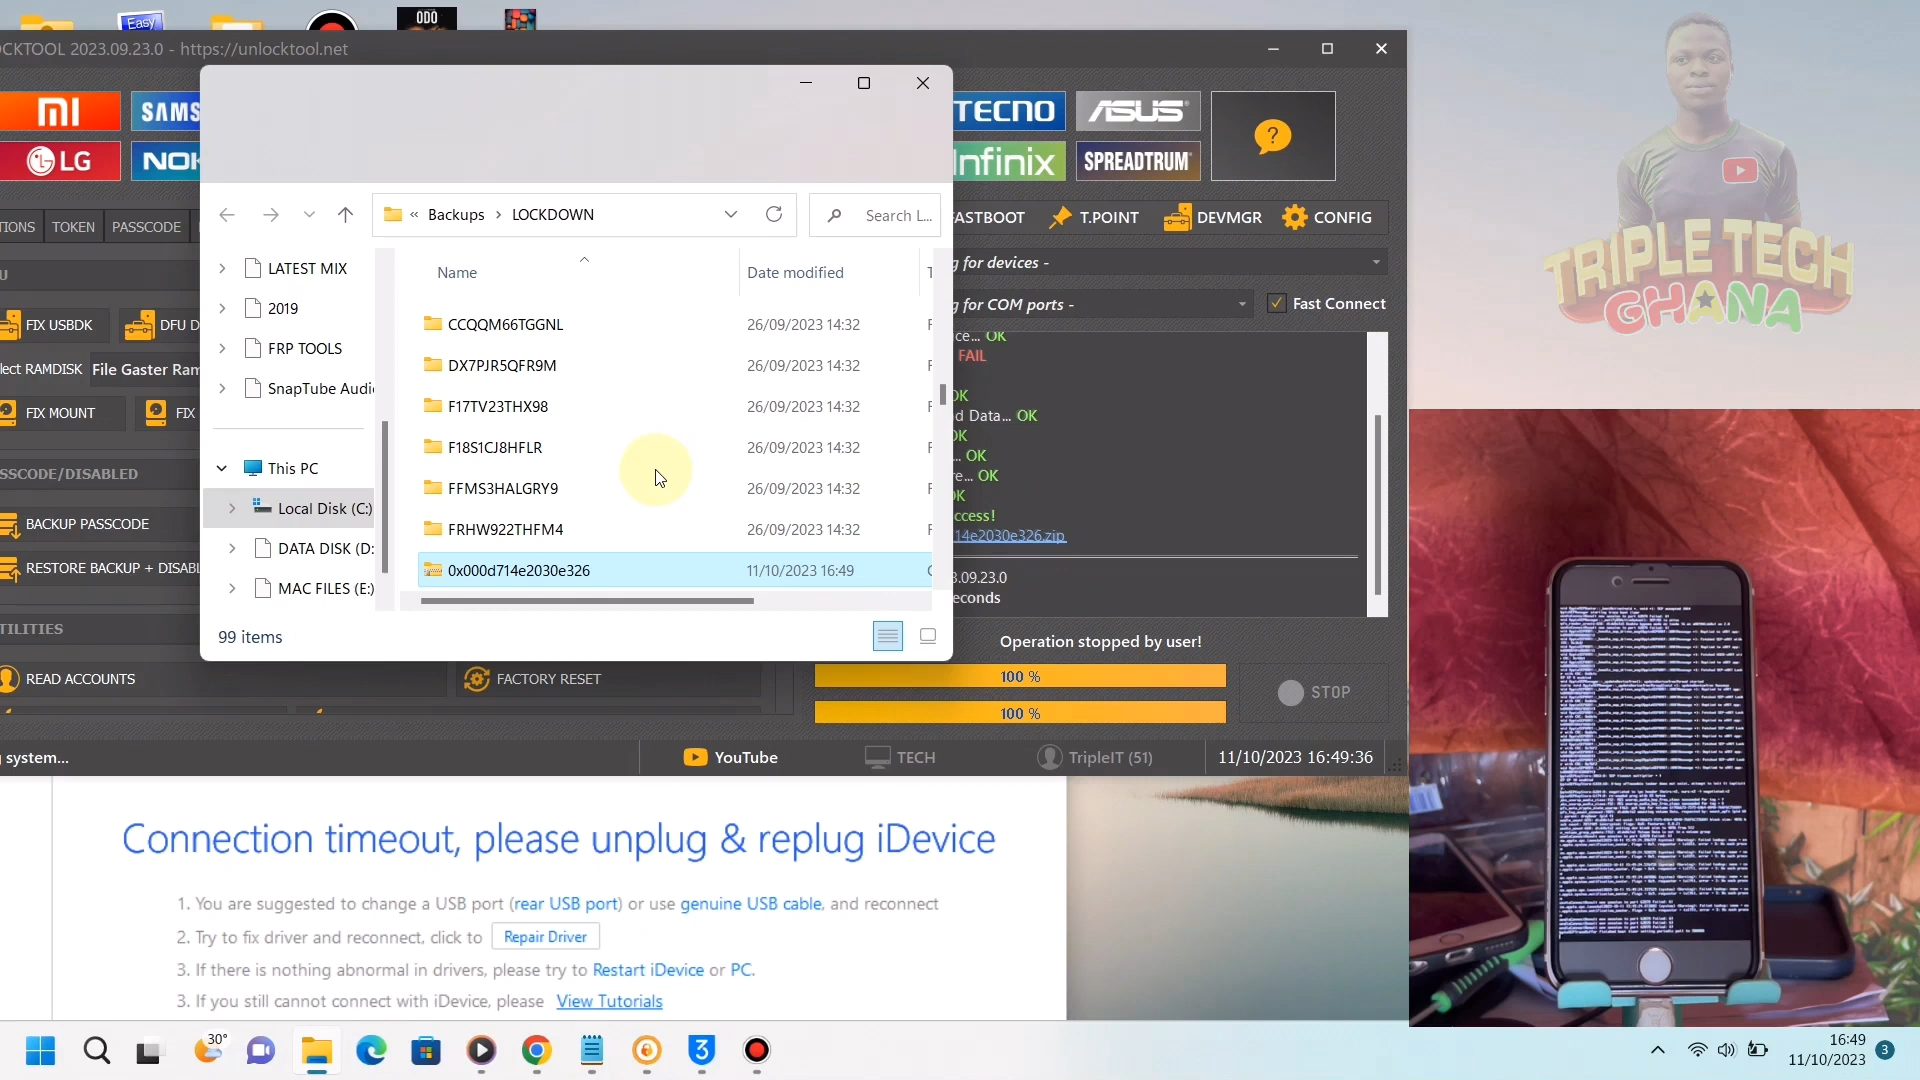 Easy
ODÓ
CKTOOL 2023.09.23.0 - https://unlocktool.net
mi
SAMS
TECNO
ASUS
?
LG
NOK
Infinix
SPREADTRUM
Backups > LOCKDOWN
Search L...
TIONS
TOKEN
PASSCODE
FASTBOOT
T.POINT
DEVMGR
CONFIG
TRIPLE TECH
GHANA
LATEST MIX
2019
FRP TOOLS
SnapTube Audi
This PC
Local Disk (C:)
DATA DISK (D:
MAC FILES (E:)
Name
Date modified
CCQQM66TGGNL 26/09/2023 14:32 F
DX7PJR5QFR9M 26/09/2023 14:32 F
F17TV23THX98 26/09/2023 14:32 F
F18S1CJ8HFLR 26/09/2023 14:32 F
FFMS3HALGRY9 26/09/2023 14:32 F
FRHW922THFM4 26/09/2023 14:32 F
0x000d714e2030e326 11/10/2023 16:49 C
99 items
U
FIX USBDK
DFU D
lect RAMDISK
File Gaster Ram
FIX MOUNT
FIX
SSCODE/DISABLED
BACKUP PASSCODE
RESTORE BACKUP + DISABL
TILITIES
READ ACCOUNTS
FACTORY RESET
g for devices -
g for COM ports -
Fast Connect
ce... OK
FAIL
OK
d Data... OK
OK
... OK
re... OK
OK
ccess!
14e2030e326.zip
3.09.23.0
econds
Operation stopped by user!
100 %
100 %
STOP
system...
YouTube
TECH
TripleIT (51)
11/10/2023 16:49:36
Connection timeout, please unplug & replug iDevice
1. You are suggested to change a USB port (rear USB port) or use genuine USB cable, and reconnect
2. Try to fix driver and reconnect, click to Repair Driver
3. If there is nothing abnormal in drivers, please try to Restart iDevice or PC.
3. If you still cannot connect with iDevice, please View Tutorials
30°
3
16:49
11/10/2023
3